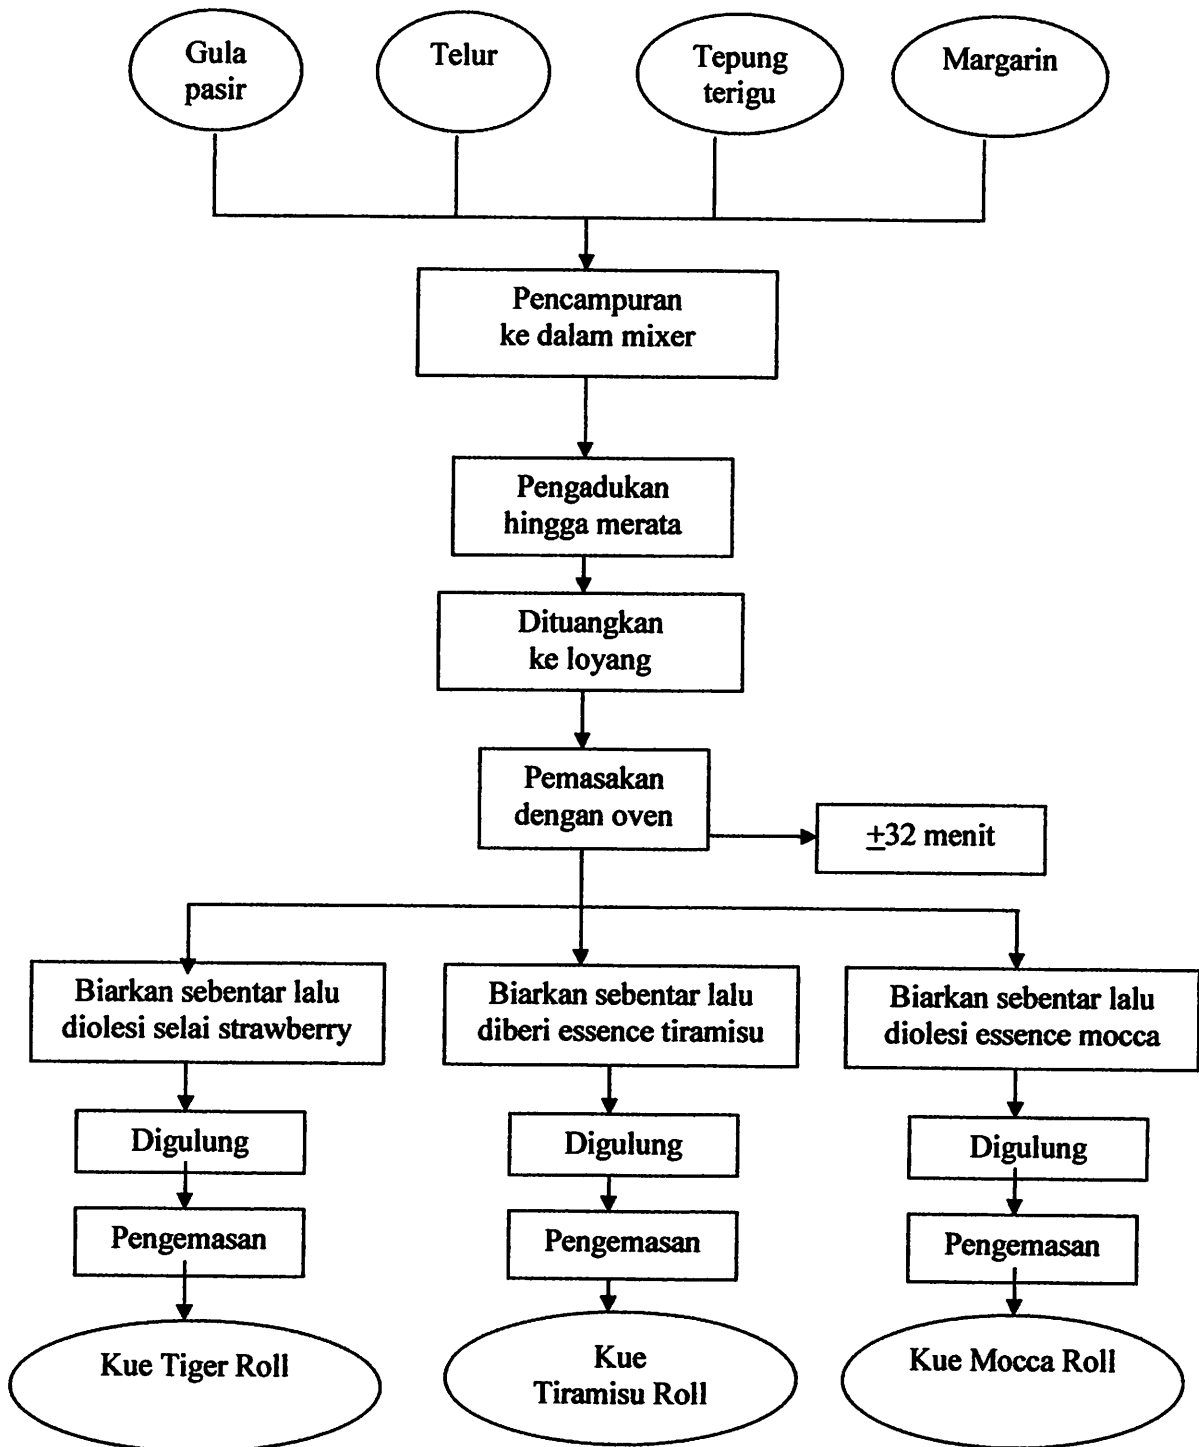 Gula
pasir
Telur
Tepung
terigu
Margarin
Pencampuran
ke dalam mixer
Pengadukan
hingga merata
Dituangkan
ke loyang
Pemasakan
dengan oven
±32 menit
Biarkan sebentar lalu
diolesi selai strawberry
Biarkan sebentar lalu
diberi essence tiramisu
Biarkan sebentar lalu
diolesi essence mocca
Digulung
Digulung
Digulung
Pengemasan
Pengemasan
Pengemasan
Kue Tiger Roll
Kue
Tiramisu Roll
Kue Mocca Roll